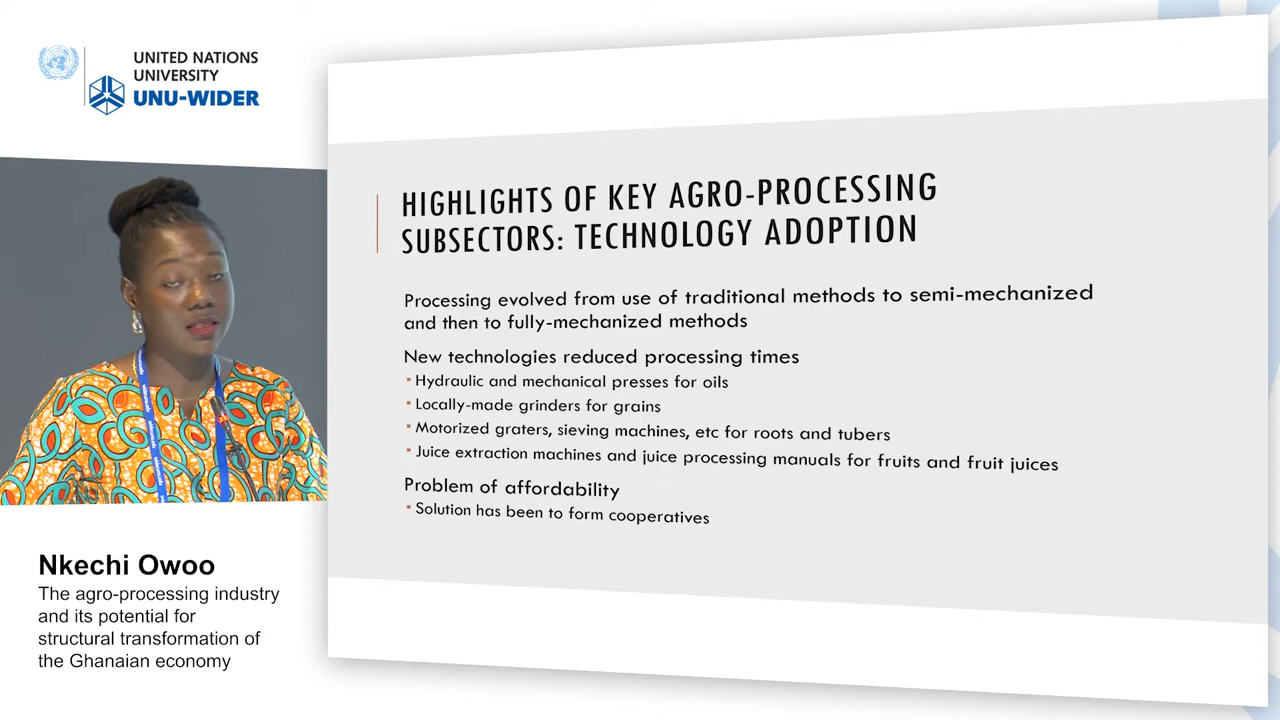 UNITED NATIONS
UNIVERSITY
UNU-WIDER
HIGHLIGHTS OF KEY AGRO-PROCESSING
SUBSECTORS: TECHNOLOGY ADOPTION
Processing evolved from use of traditional methods to semi-mechanized
and then to fully-mechanized methods
New technologies reduced processing times
Hydraulic and mechanical presses for oils
Locally-made grinders for grains
Motorized graters, sieving machines, etc for roots and tubers
Juice extraction machines and juice processing manuals for fruits and fruit juices
Problem of affordability
Solution has been to form cooperatives
Nkechi Owoo
The agro-processing industry
and its potential for
structural transformation of
the Ghanaian economy